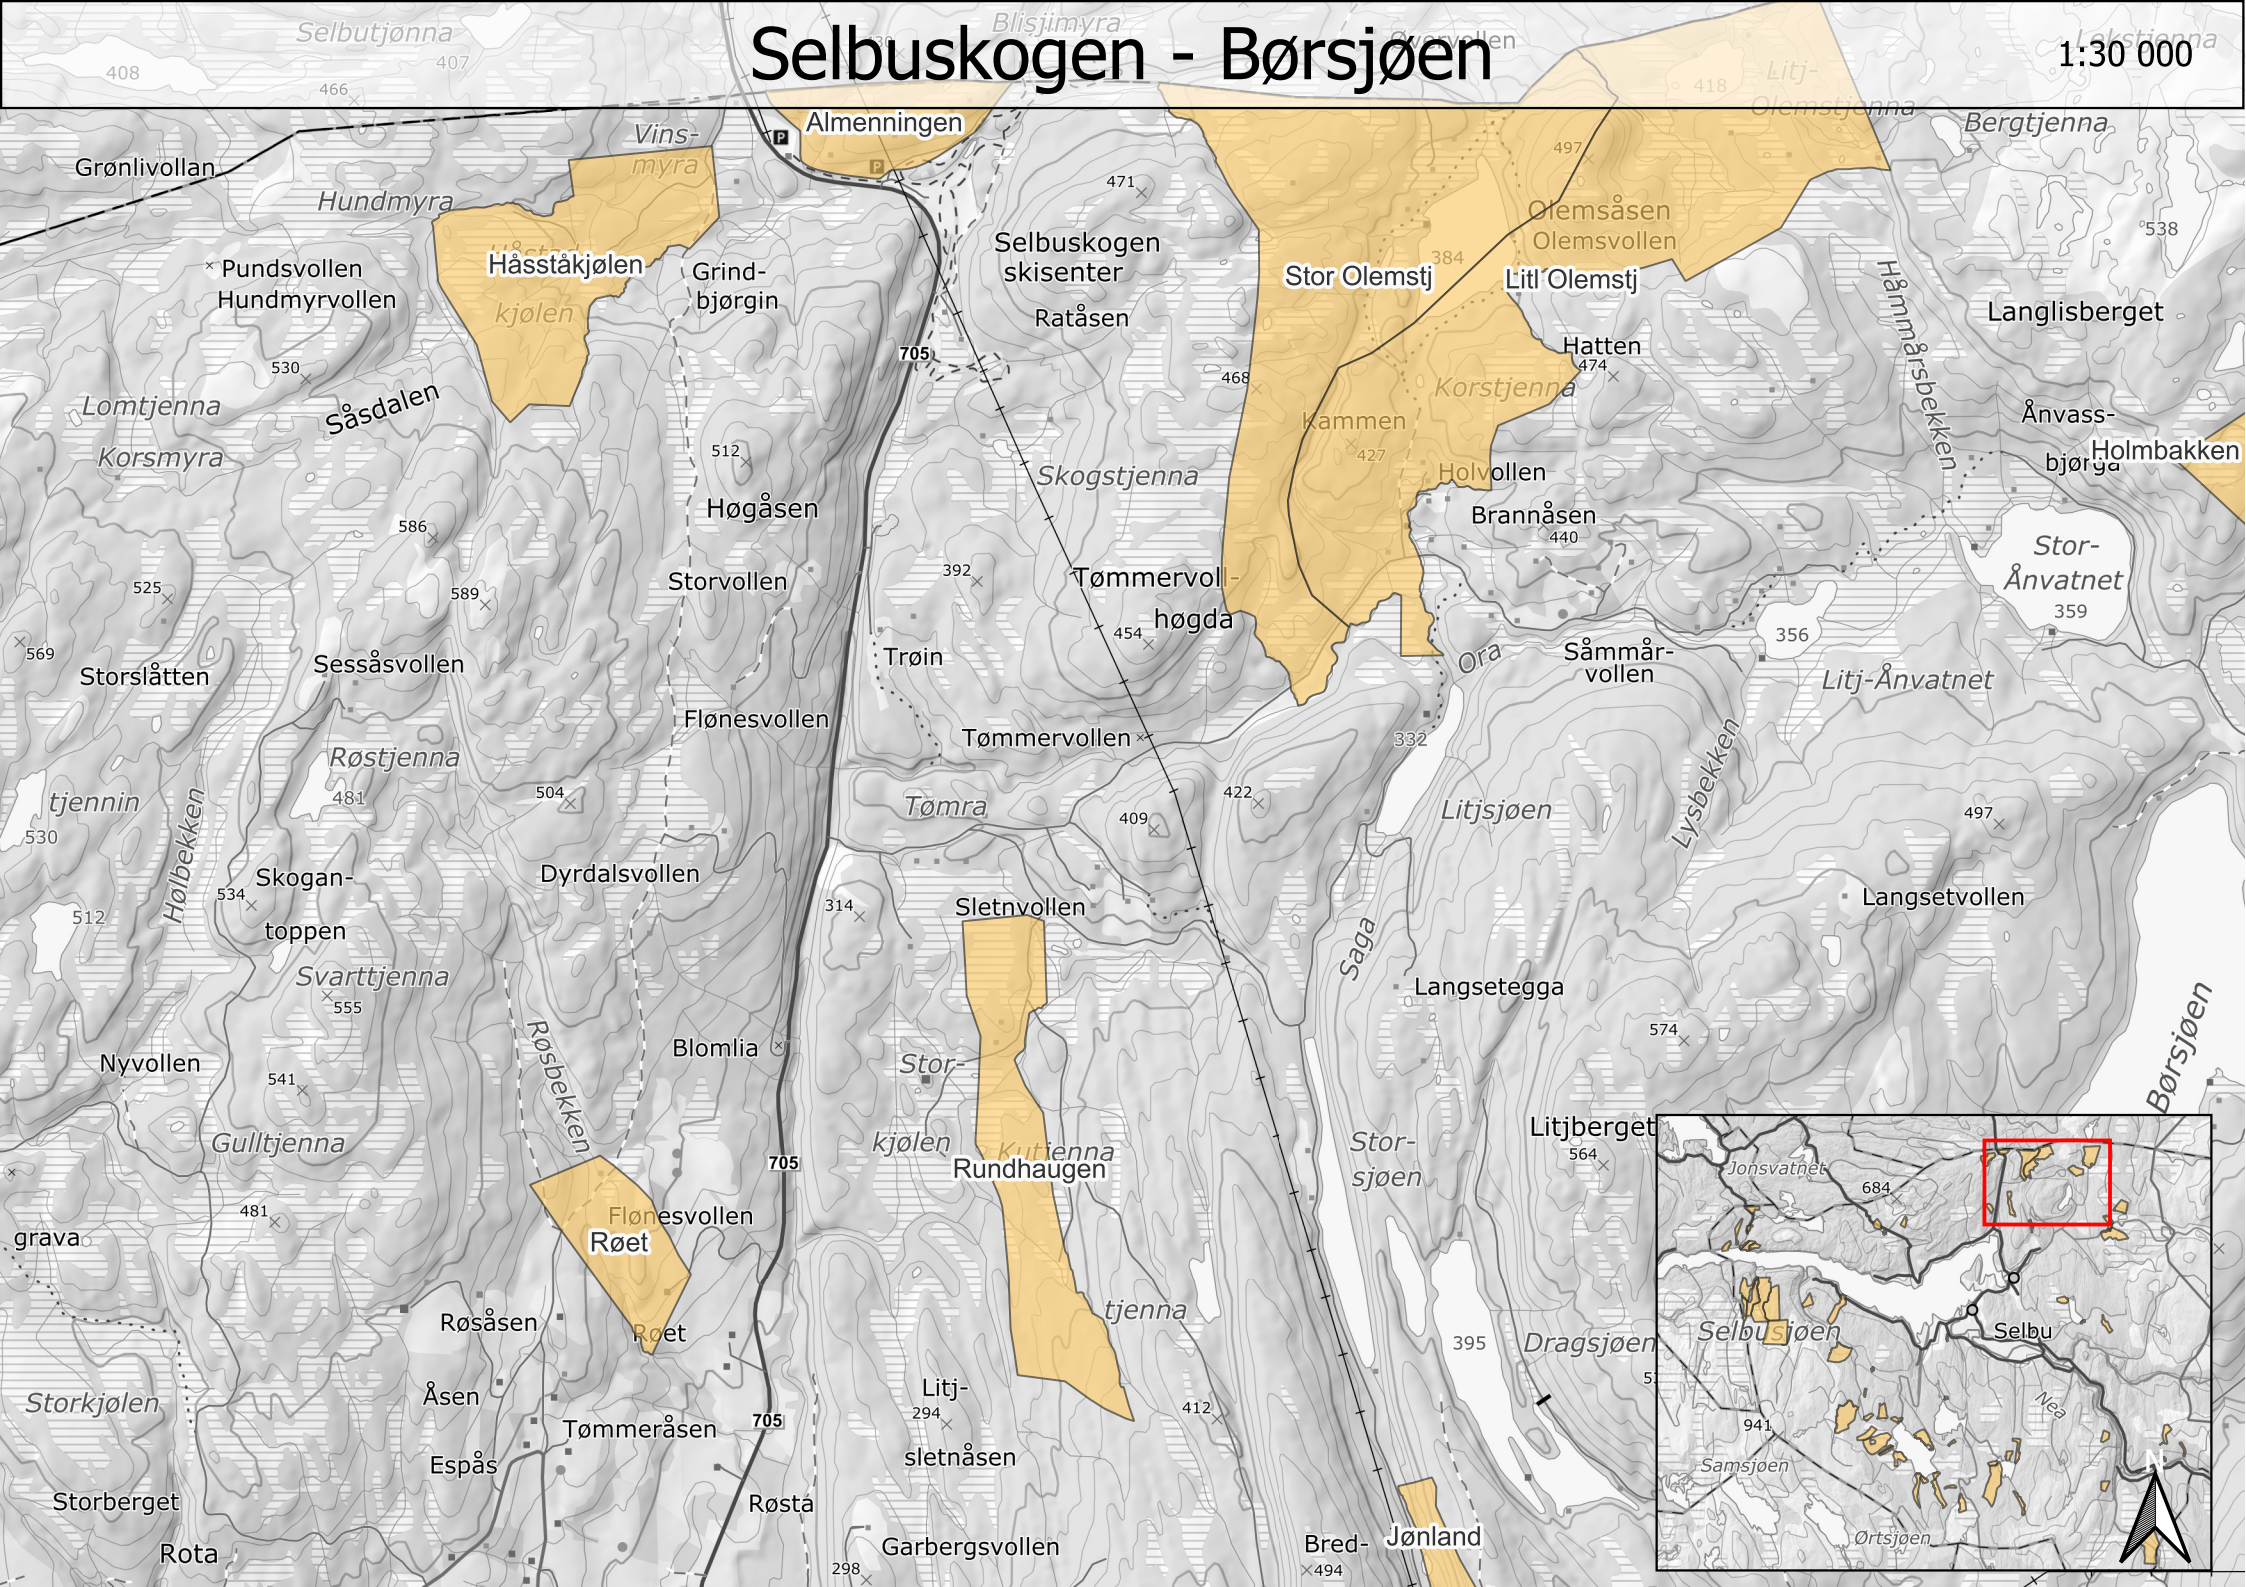 Selbuskogen - Børsjøen
1:30 000
Selbutjønna
408
407
466
Blisjimyra
430
Øvervollen
Litj-
418
Olemstjenna
Lekstjenna
Bergtjenna
Vins-
myra
P
P
Almenningen
Grønlivollan
Hundmyra
471
497
Olemsåsen
Olemsvollen
384
538
Pundsvollen
Hundmyrvollen
Håstad-
Håsståkjølen
kjølen
Grind-
bjørgin
Selbuskogen
skisenter
Ratåsen
Stor Olemstj
Litl Olemstj
Håmmårsbekken
Langlisberget
705
530
Hatten
474
468
Korstjenna
Kammen
427
Lomtjenna
Korsmyra
Såsdalen
512
Høgåsen
Skogstjenna
Holvollen
Brannåsen
440
Ånvass-
bjørga
Holmbakken
586
589
525
569
Storvollen
392
Tømmervoll-
høgda
454
Stor-
Ånvatnet
359
356
Storslåtten
Sessåsvollen
Trøin
Ora
Såmmår-
vollen
Litj-Ånvatnet
Flønesvollen
Tømmervollen
332
Røstjenna
481
tjennin
530
504
Tømra
409
422
Litjsjøen
Lysbekken
497
Hølbekken
Skogan-
534
toppen
512
Dyrdalsvollen
314
Sletnvollen
Langsetvollen
Saga
Svarttjenna
555
Langsetegga
574
Børsjøen
Nyvollen
541
Røsbekken
Blomlia
Stor-
kjølen
Gulltjenna
705
Kutjenna
Rundhaugen
Stor-
sjøen
Litjberget
564
481
grava
Flønesvollen
Røet
Røet
Røsåsen
tjenna
395
Dragsjøen
Storkjølen
Åsen
Tømmeråsen
705
Litj-
294
sletnåsen
412
Espås
Storberget
Røsta
Rota
Garbergsvollen
298
Bred-
494
Jønland
Jonsvatnet
684
Selbusjøen
Selbu
941
Nea
Samsjøen
Ørtsjøen
N